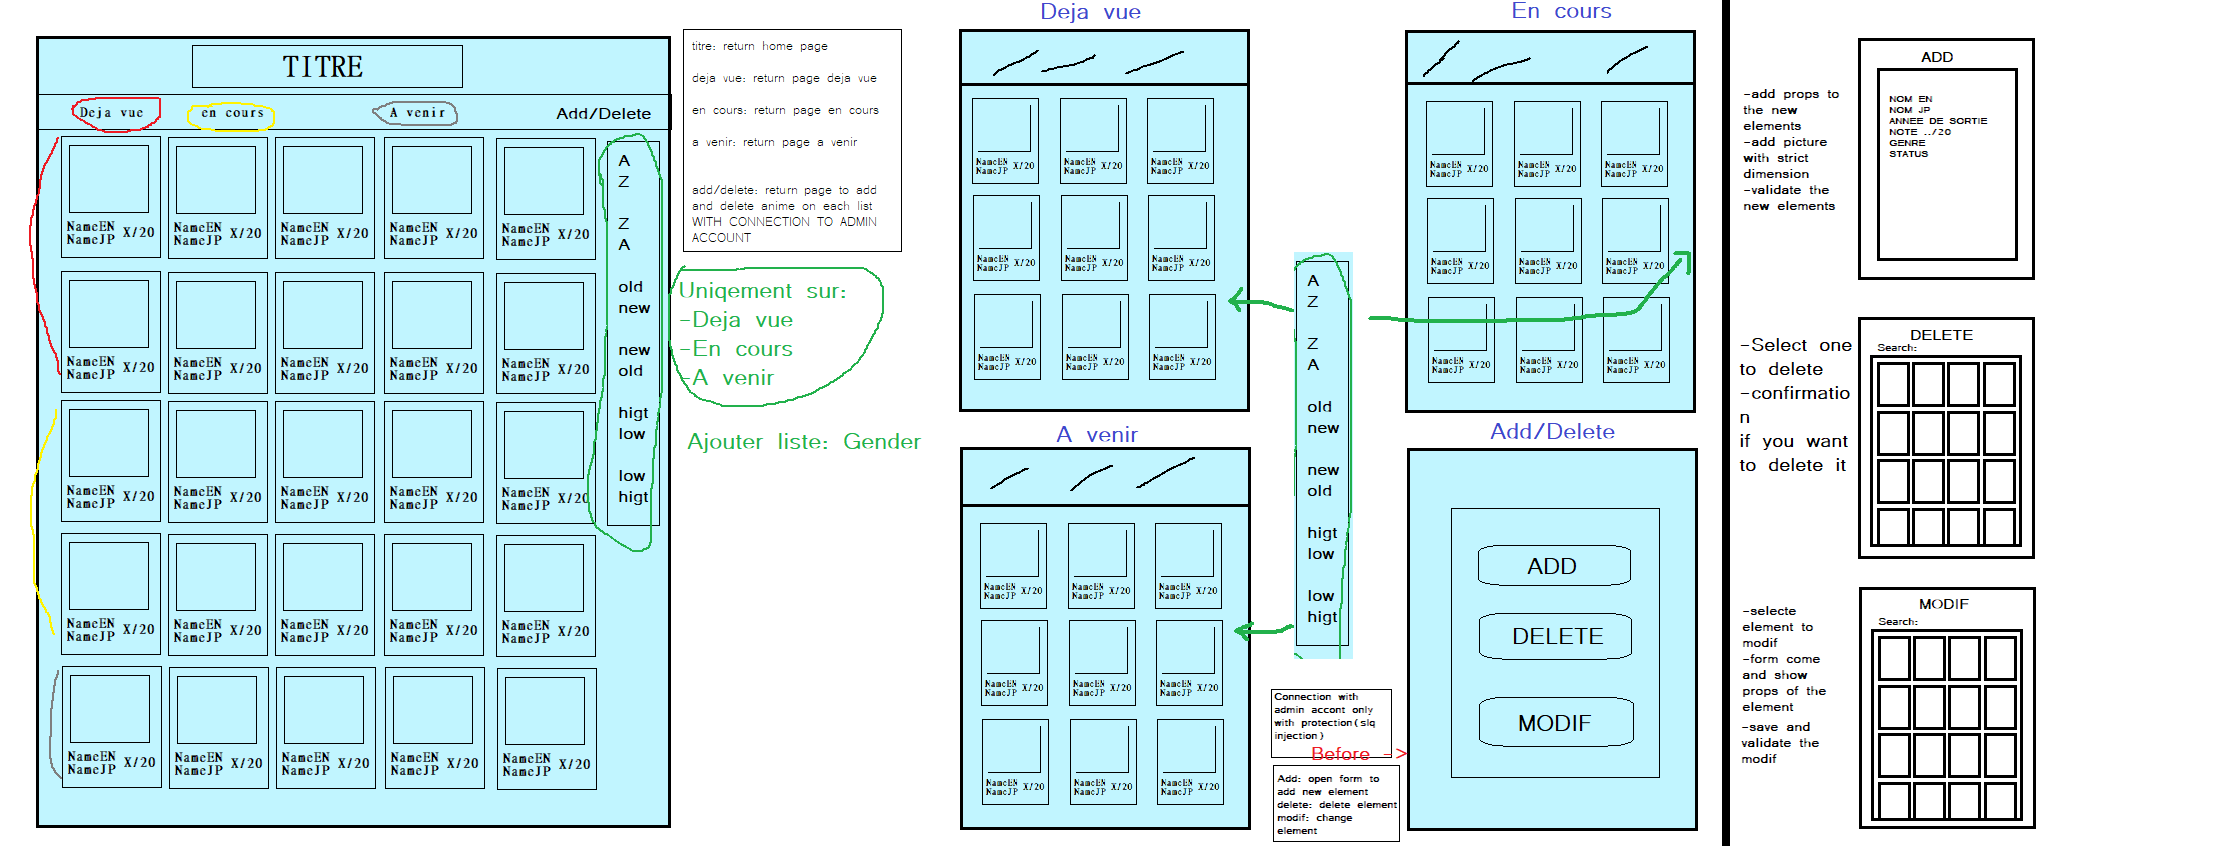 TITRE
Deja vue
en cours
A venir
Add/Delete
NameEN
NameJP X/20
NameEN
NameJP X/20
NameEN
NameJP X/20
NameEN
NameJP X/20
NameEN
NameJP X/20
NameEN
NameJP X/20
NameEN
NameJP X/20
NameEN
NameJP X/20
NameEN
NameJP X/20
NameEN
NameJP X/20
NameEN
NameJP X/20
NameEN
NameJP X/20
NameEN
NameJP X/20
NameEN
NameJP X/20
NameEN
NameJP X/20
NameEN
NameJP X/20
NameEN
NameJP X/20
NameEN
NameJP X/20
NameEN
NameJP X/20
NameEN
NameJP X/20
NameEN
NameJP X/20
NameEN
NameJP X/20
NameEN
NameJP X/20
NameEN
NameJP X/20
NameEN
NameJP X/20
A
Z
Z
A
old
new
new
old
higt
low
low
higt
titre: return home page
deja vue: return page deja vue
en cours: return page en cours
a venir: return page a venir
add/delete: return page to add
and delete anime on each list
WITH CONNECTION TO ADMIN
ACCOUNT
Uniqement sur:
-Deja vue
-En cours
-A venir
Ajouter liste: Gender
Deja vue
NameEN
NameJP X/20
NameEN
NameJP X/20
NameEN
NameJP X/20
NameEN
NameJP X/20
NameEN
NameJP X/20
NameEN
NameJP X/20
NameEN
NameJP X/20
NameEN
NameJP X/20
NameEN
NameJP X/20
En cours
NameEN
NameJP X/20
NameEN
NameJP X/20
NameEN
NameJP X/20
NameEN
NameJP X/20
NameEN
NameJP X/20
NameEN
NameJP X/20
NameEN
NameJP X/20
NameEN
NameJP X/20
NameEN
NameJP X/20
A
Z
Z
A
old
new
new
old
higt
low
low
higt
A venir
NameEN
NameJP X/20
NameEN
NameJP X/20
NameEN
NameJP X/20
NameEN
NameJP X/20
NameEN
NameJP X/20
NameEN
NameJP X/20
NameEN
NameJP X/20
NameEN
NameJP X/20
NameEN
NameJP X/20
Add/Delete
ADD
DELETE
MODIF
Connection with
admin accont only
with protection(slq
injection)
Before ->
Add: open form to
add new element
delete: delete element
modif: change
element
-add props to
the new
elements
-add picture
with strict
dimension
-validate the
new elements
ADD
NOM EN
NOM JP
ANNEE DE SORTIE
NOTE ../20
GENRE
STATUS
-Select one
to delete
-confirmatio
n
if you want
to delete it
DELETE
Search:
-selecte
element to
modif
-form come
and show
props of the
element
-save and
validate the
modif
MODIF
Search: